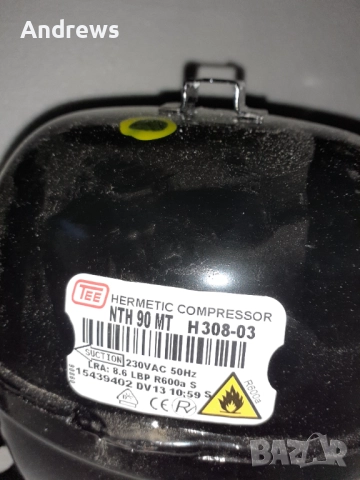 Andrews
TEE HERMETIC COMPRESSOR
NTH 90 MT H 308-03
SUCTION 230VAC 50Hz
LRA: 8.6 LBP R600a S
15439402 DV13 10:59 S
R600a
CE
BAZAR